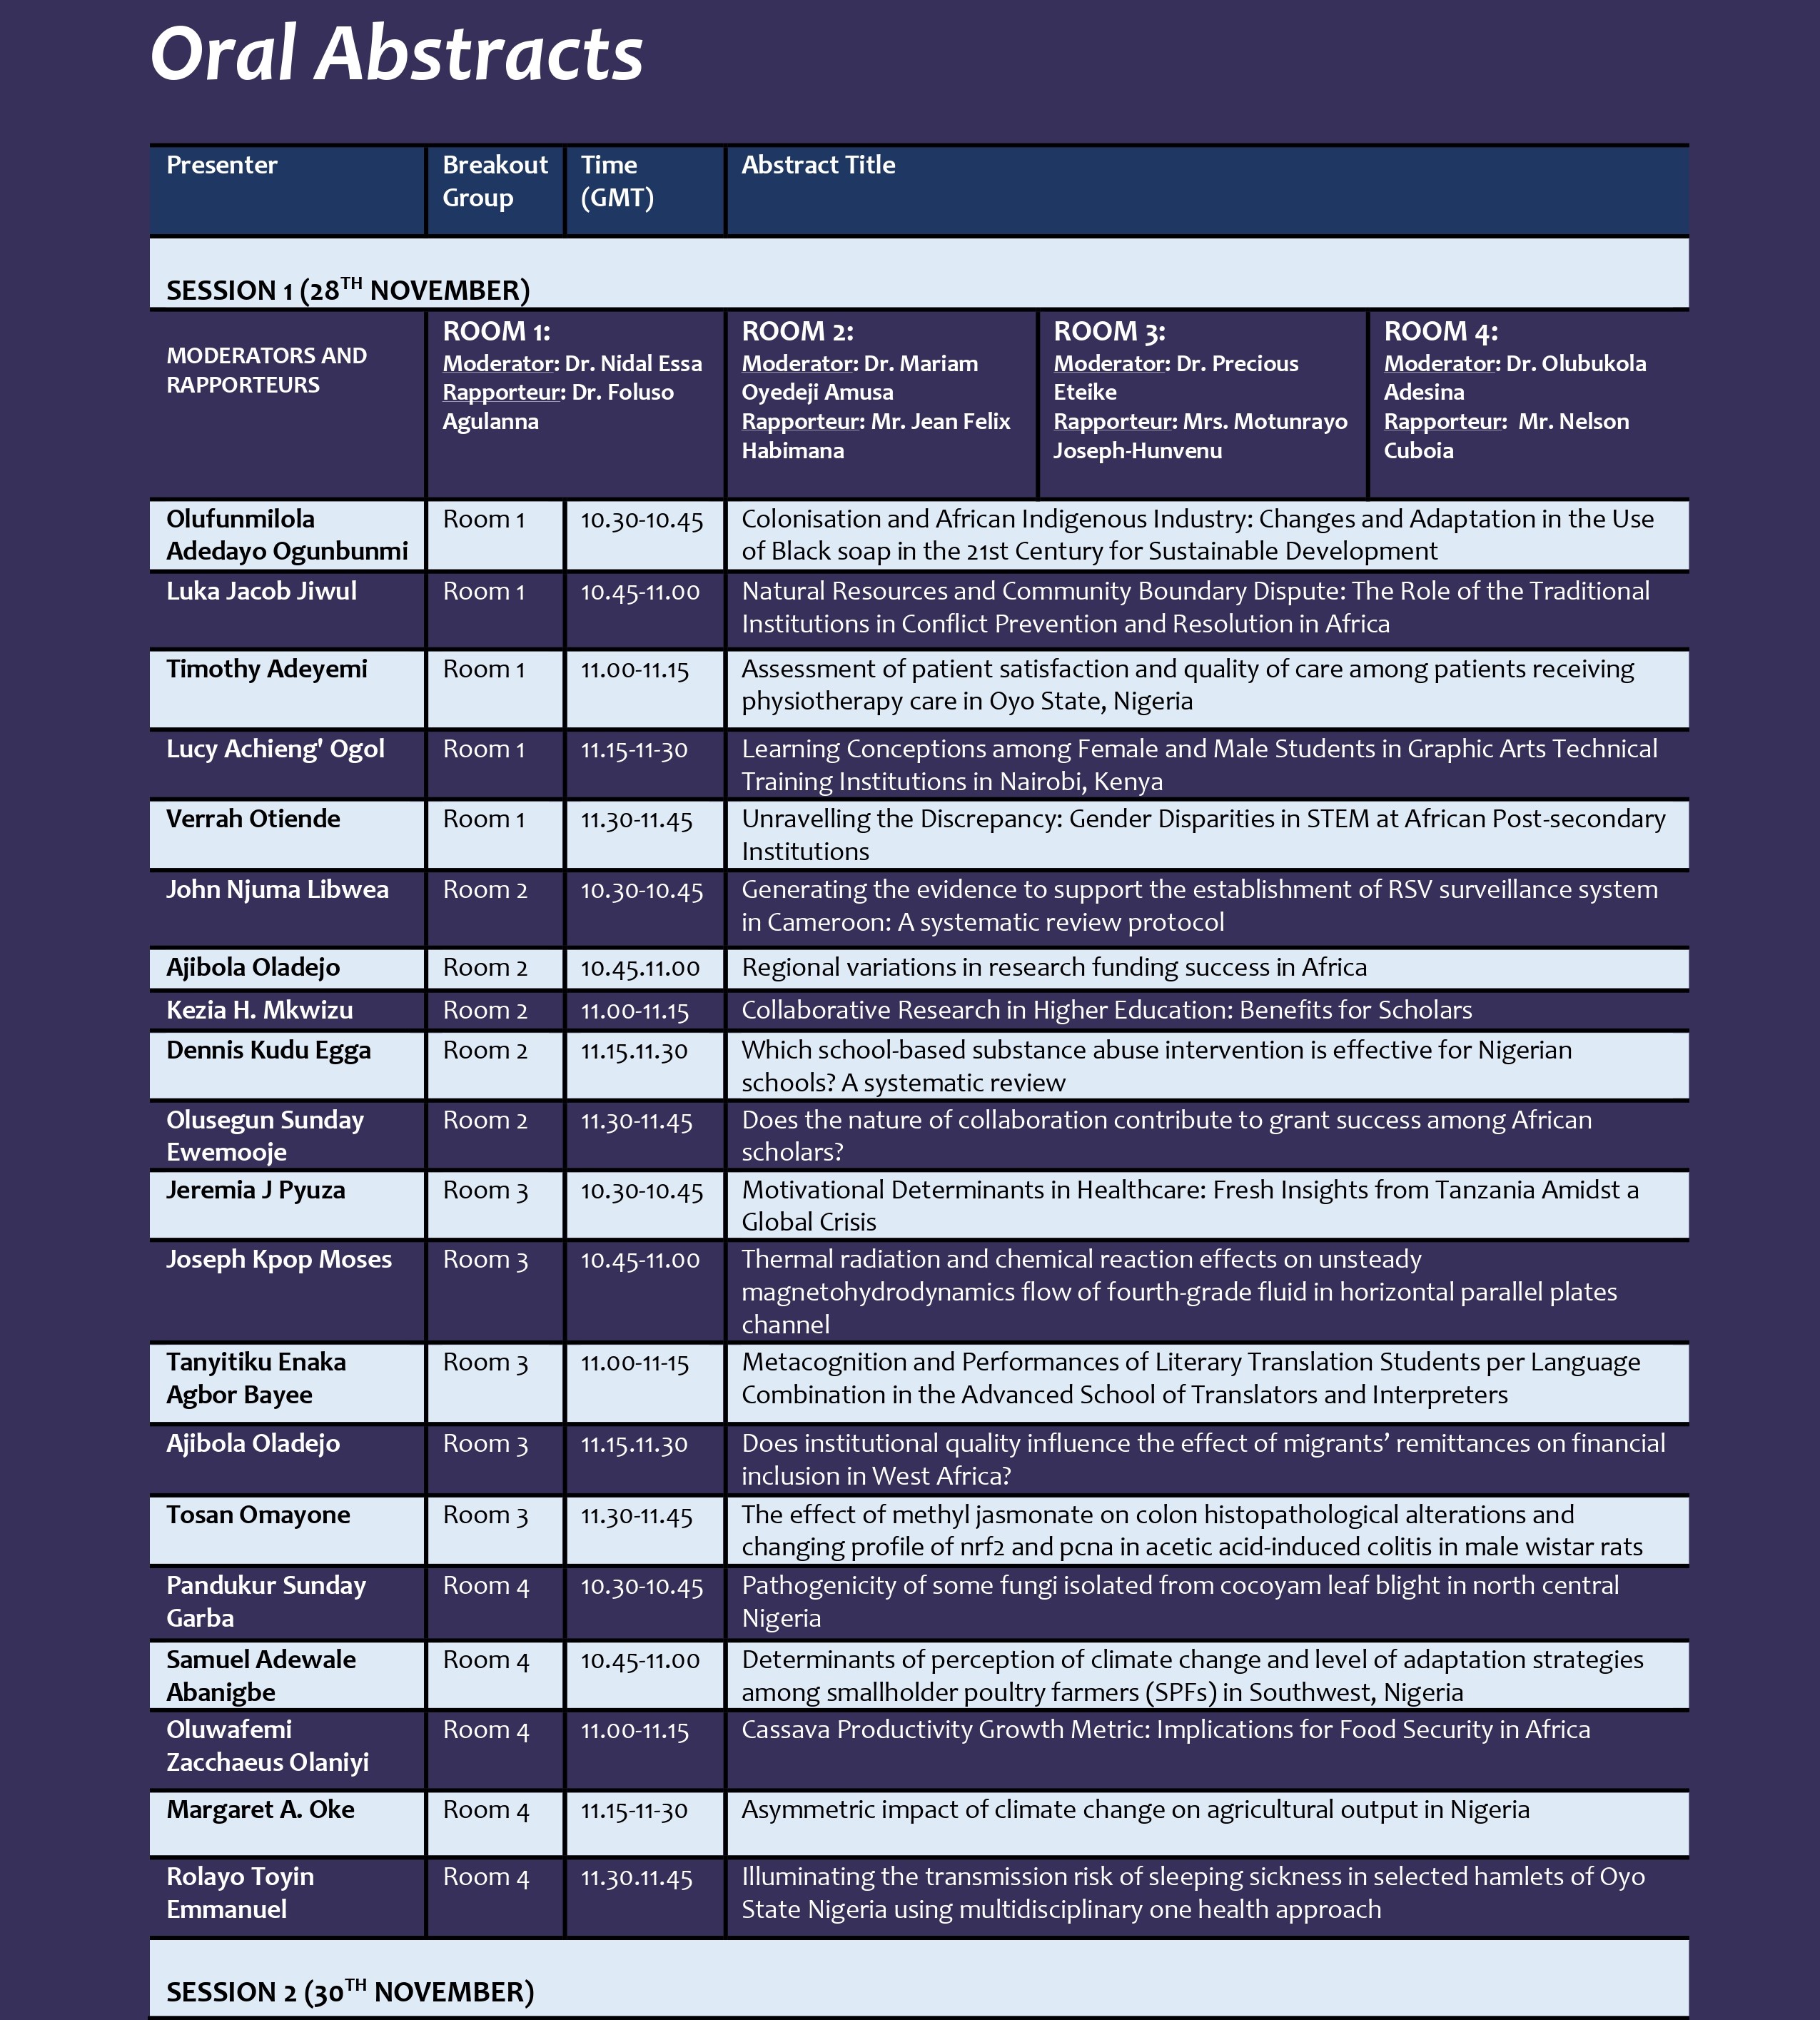 Oral Abstracts
Presenter
Breakout
Group
Time
(GMT)
Abstract Title
SESSION 1 (28TH NOVEMBER)
MODERATORS AND
RAPPORTEURS
ROOM 1:
Moderator: Dr. Nidal Essa
Rapporteur: Dr. Foluso
Agulanna
ROOM 2:
Moderator: Dr. Mariam
Oyedeji Amusa
Rapporteur: Mr. Jean Felix
Habimana
ROOM 3:
Moderator: Dr. Precious
Eteike
Rapporteur: Mrs. Motunrayo
Joseph-Hunvenu
ROOM 4:
Moderator: Dr. Olubukola
Adesina
Rapporteur:  Mr. Nelson
Cuboia
Olufunmilola
Adedayo Ogunbunmi
Room 1
10.30-10.45
Colonisation and African Indigenous Industry: Changes and Adaptation in the Use
of Black soap in the 21st Century for Sustainable Development
Luka Jacob Jiwul
Room 1
10.45-11.00
Natural Resources and Community Boundary Dispute: The Role of the Traditional
Institutions in Conflict Prevention and Resolution in Africa
Timothy Adeyemi
Room 1
11.00-11.15
Assessment of patient satisfaction and quality of care among patients receiving
physiotherapy care in Oyo State, Nigeria
Lucy Achieng' Ogol
Room 1
11.15-11-30
Learning Conceptions among Female and Male Students in Graphic Arts Technical
Training Institutions in Nairobi, Kenya
Verrah Otiende
Room 1
11.30-11.45
Unravelling the Discrepancy: Gender Disparities in STEM at African Post-secondary
Institutions
John Njuma Libwea
Room 2
10.30-10.45
Generating the evidence to support the establishment of RSV surveillance system
in Cameroon: A systematic review protocol
Ajibola Oladejo
Room 2
10.45.11.00
Regional variations in research funding success in Africa
Kezia H. Mkwizu
Room 2
11.00-11.15
Collaborative Research in Higher Education: Benefits for Scholars
Dennis Kudu Egga
Room 2
11.15.11.30
Which school-based substance abuse intervention is effective for Nigerian
schools? A systematic review
Olusegun Sunday
Ewemooje
Room 2
11.30-11.45
Does the nature of collaboration contribute to grant success among African
scholars?
Jeremia J Pyuza
Room 3
10.30-10.45
Motivational Determinants in Healthcare: Fresh Insights from Tanzania Amidst a
Global Crisis
Joseph Kpop Moses
Room 3
10.45-11.00
Thermal radiation and chemical reaction effects on unsteady
magnetohydrodynamics flow of fourth-grade fluid in horizontal parallel plates
channel
Tanyitiku Enaka
Agbor Bayee
Room 3
11.00-11-15
Metacognition and Performances of Literary Translation Students per Language
Combination in the Advanced School of Translators and Interpreters
Ajibola Oladejo
Room 3
11.15.11.30
Does institutional quality influence the effect of migrants’ remittances on financial
inclusion in West Africa?
Tosan Omayone
Room 3
11.30-11.45
The effect of methyl jasmonate on colon histopathological alterations and
changing profile of nrf2 and pcna in acetic acid-induced colitis in male wistar rats
Pandukur Sunday
Garba
Room 4
10.30-10.45
Pathogenicity of some fungi isolated from cocoyam leaf blight in north central
Nigeria
Samuel Adewale
Abanigbe
Room 4
10.45-11.00
Determinants of perception of climate change and level of adaptation strategies
among smallholder poultry farmers (SPFs) in Southwest, Nigeria
Oluwafemi
Zacchaeus Olaniyi
Room 4
11.00-11.15
Cassava Productivity Growth Metric: Implications for Food Security in Africa
Margaret A. Oke
Room 4
11.15-11-30
Asymmetric impact of climate change on agricultural output in Nigeria
Rolayo Toyin
Emmanuel
Room 4
11.30.11.45
Illuminating the transmission risk of sleeping sickness in selected hamlets of Oyo
State Nigeria using multidisciplinary one health approach
SESSION 2 (30TH NOVEMBER)